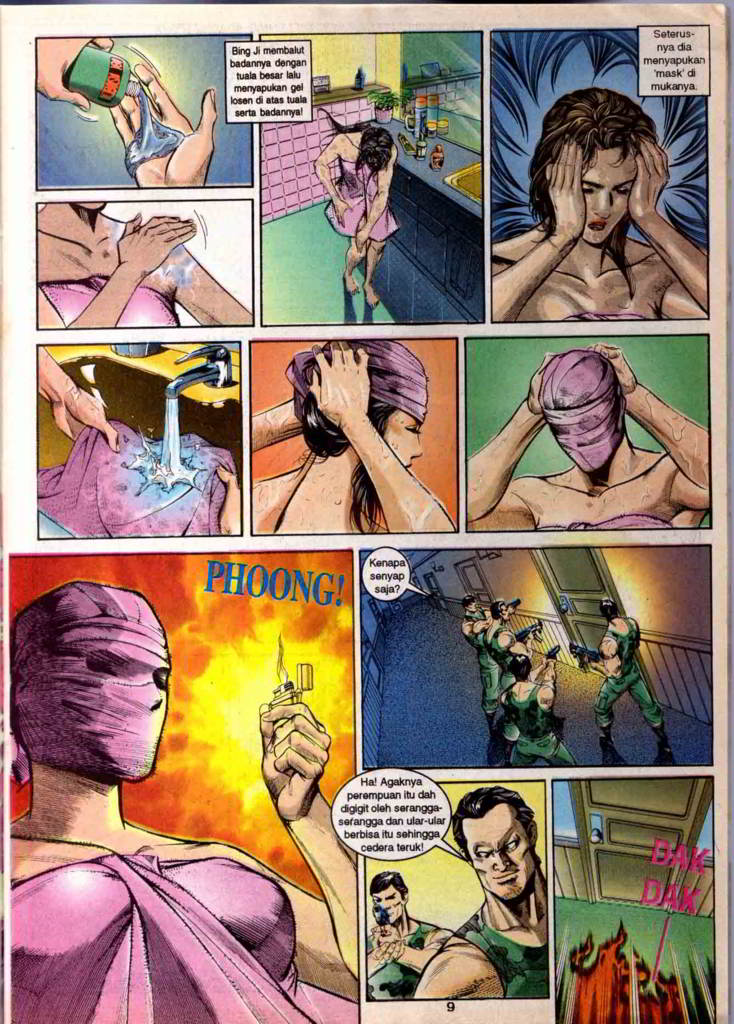 Bing Ji membalut
badannya dengan
tuala besar lalu
menyapukan gel
losen di atas tuala
serta badannya!
Seterus-
nya dia
menyapukan
'mask' di
mukanya.
PHOONG!
Kenapa
senyap
saja?
Ha! Agaknya
perempuan itu dah
digigit oleh serangga-
serangga dan ular-ular
berbisa itu sehingga
cedera teruk!
DAK
DAK
9